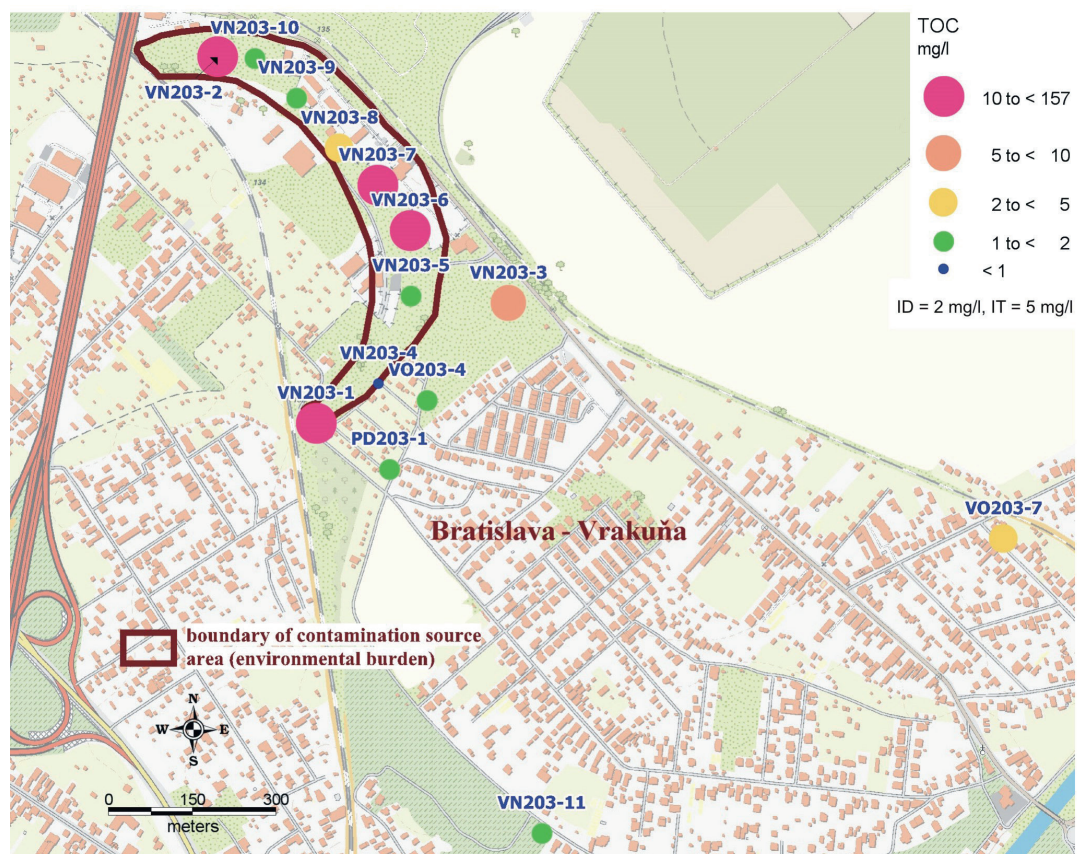 TOC
mg/l
10 to < 157
5 to < 10
2 to < 5
1 to < 2
< 1
ID = 2 mg/l, IT = 5 mg/l
135
VN203-10
VN203-9
VN203-2
VN203-8
VN203-7
134
VN203-6
VN203-5
VN203-3
VN203-4
VO203-4
VN203-1
PD203-1
VO203-7
Bratislava - Vrakuňa
boundary of contamination source
area (environmental burden)
N
W E
S
0 150 300
meters
VN203-11